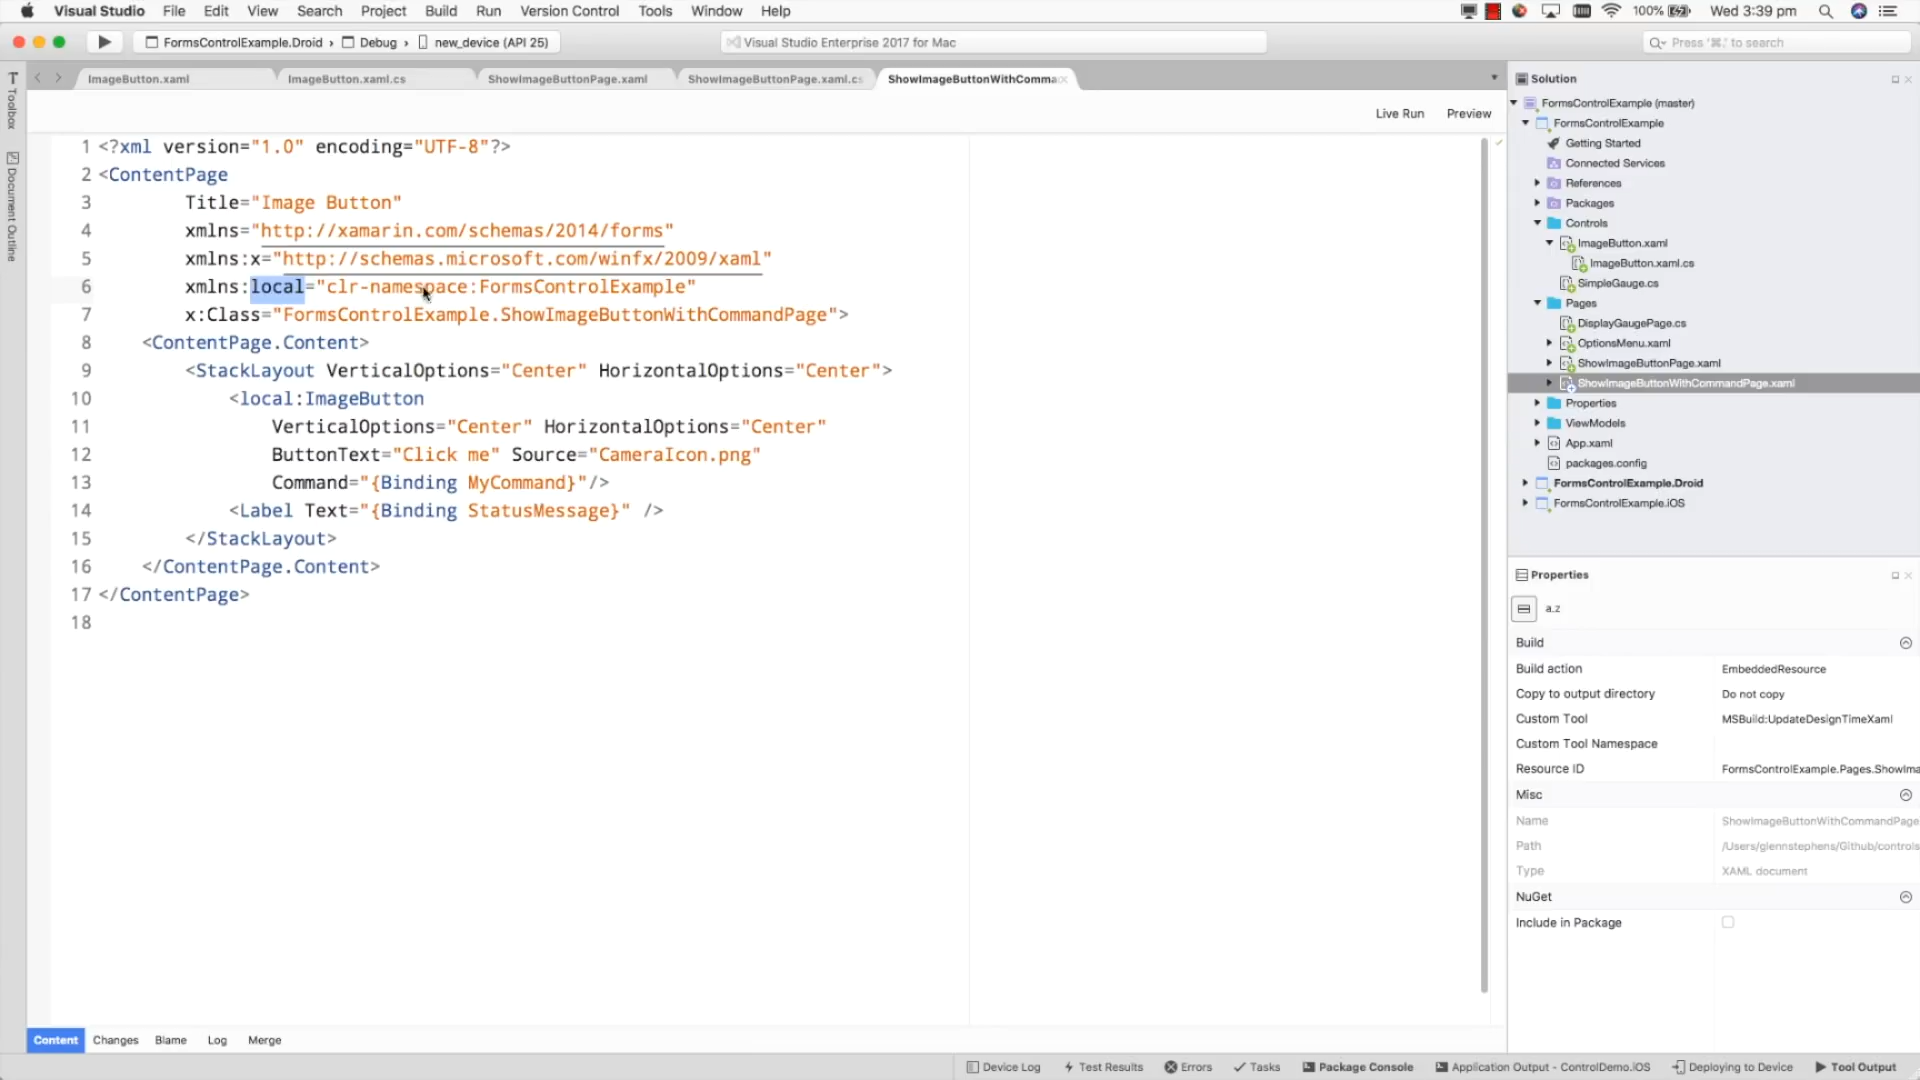 Visual Studio File Edit View Search Project Build Run Version Control Tools Window Help 100% Wed 3:39 pm
FormsControlExample.Droid › Debug › new_device (API 25) Visual Studio Enterprise 2017 for Mac Press '⌘.' to search
ImageButton.xaml ImageButton.xaml.cs ShowImageButtonPage.xaml ShowImageButtonPage.xaml.cs ShowImageButtonWithComma
Live Run Preview
Toolbox
Document Outline
1 <?xml version="1.0" encoding="UTF-8"?>
2 <ContentPage
3 Title="Image Button"
4 xmlns="http://xamarin.com/schemas/2014/forms"
5 xmlns:x="http://schemas.microsoft.com/winfx/2009/xaml"
6 xmlns:local="clr-namespace:FormsControlExample"
7 x:Class="FormsControlExample.ShowImageButtonWithCommandPage">
8 <ContentPage.Content>
9 <StackLayout VerticalOptions="Center" HorizontalOptions="Center">
10 <local:ImageButton
11 VerticalOptions="Center" HorizontalOptions="Center"
12 ButtonText="Click me" Source="CameraIcon.png"
13 Command="{Binding MyCommand}"/>
14 <Label Text="{Binding StatusMessage}" />
15 </StackLayout>
16 </ContentPage.Content>
17 </ContentPage>
18
Content Changes Blame Log Merge
Solution
FormsControlExample (master)
FormsControlExample
Getting Started
Connected Services
References
Packages
Controls
ImageButton.xaml
ImageButton.xaml.cs
SimpleGauge.cs
Pages
DisplayGaugePage.cs
OptionsMenu.xaml
ShowImageButtonPage.xaml
ShowImageButtonWithCommandPage.xaml
Properties
ViewModels
App.xaml
packages.config
FormsControlExample.Droid
FormsControlExample.iOS
Properties
a.z
Build
Build action EmbeddedResource
Copy to output directory Do not copy
Custom Tool MSBuild:UpdateDesignTimeXaml
Custom Tool Namespace
Resource ID FormsControlExample.Pages.ShowIma
Misc
Name ShowImageButtonWithCommandPage
Path /Users/glennstephens/Github/controls
Type XAML document
NuGet
Include in Package
Device Log Test Results Errors Tasks Package Console Application Output - ControlDemo.iOS Deploying to Device Tool Output